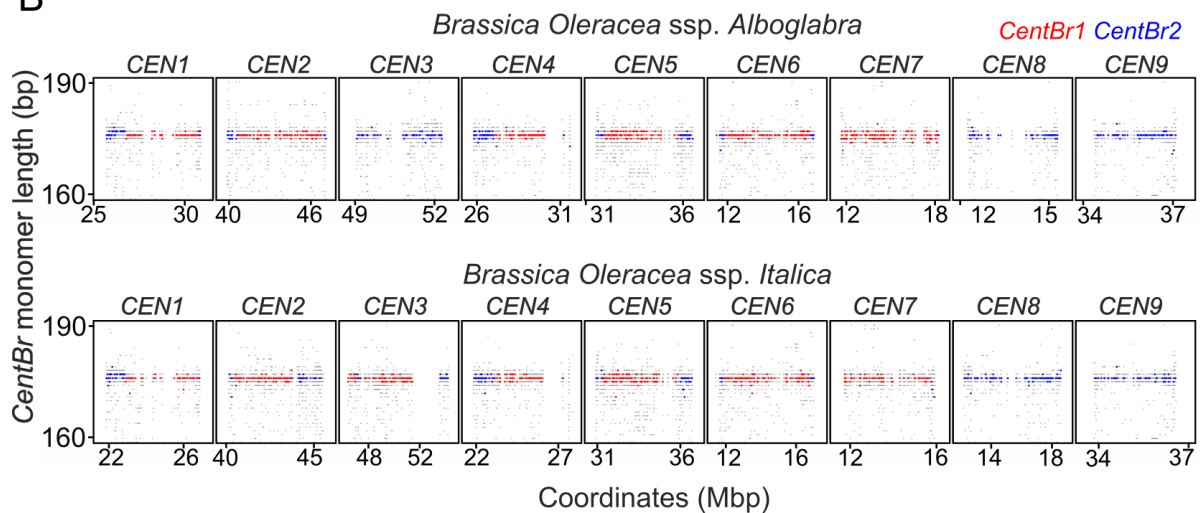 B
Brassica Oleracea ssp. Alboglabra
CentBr1 CentBr2
CEN1 CEN2 CEN3 CEN4 CEN5 CEN6 CEN7 CEN8 CEN9
190
160
25 30 40 46 49 52 26 31 31 36 12 16 12 18 12 15 34 37
CentBr monomer length (bp)
Brassica Oleracea ssp. Italica
CEN1 CEN2 CEN3 CEN4 CEN5 CEN6 CEN7 CEN8 CEN9
190
160
22 26 40 45 48 52 22 27 31 36 12 16 12 16 14 18 34 37
Coordinates (Mbp)